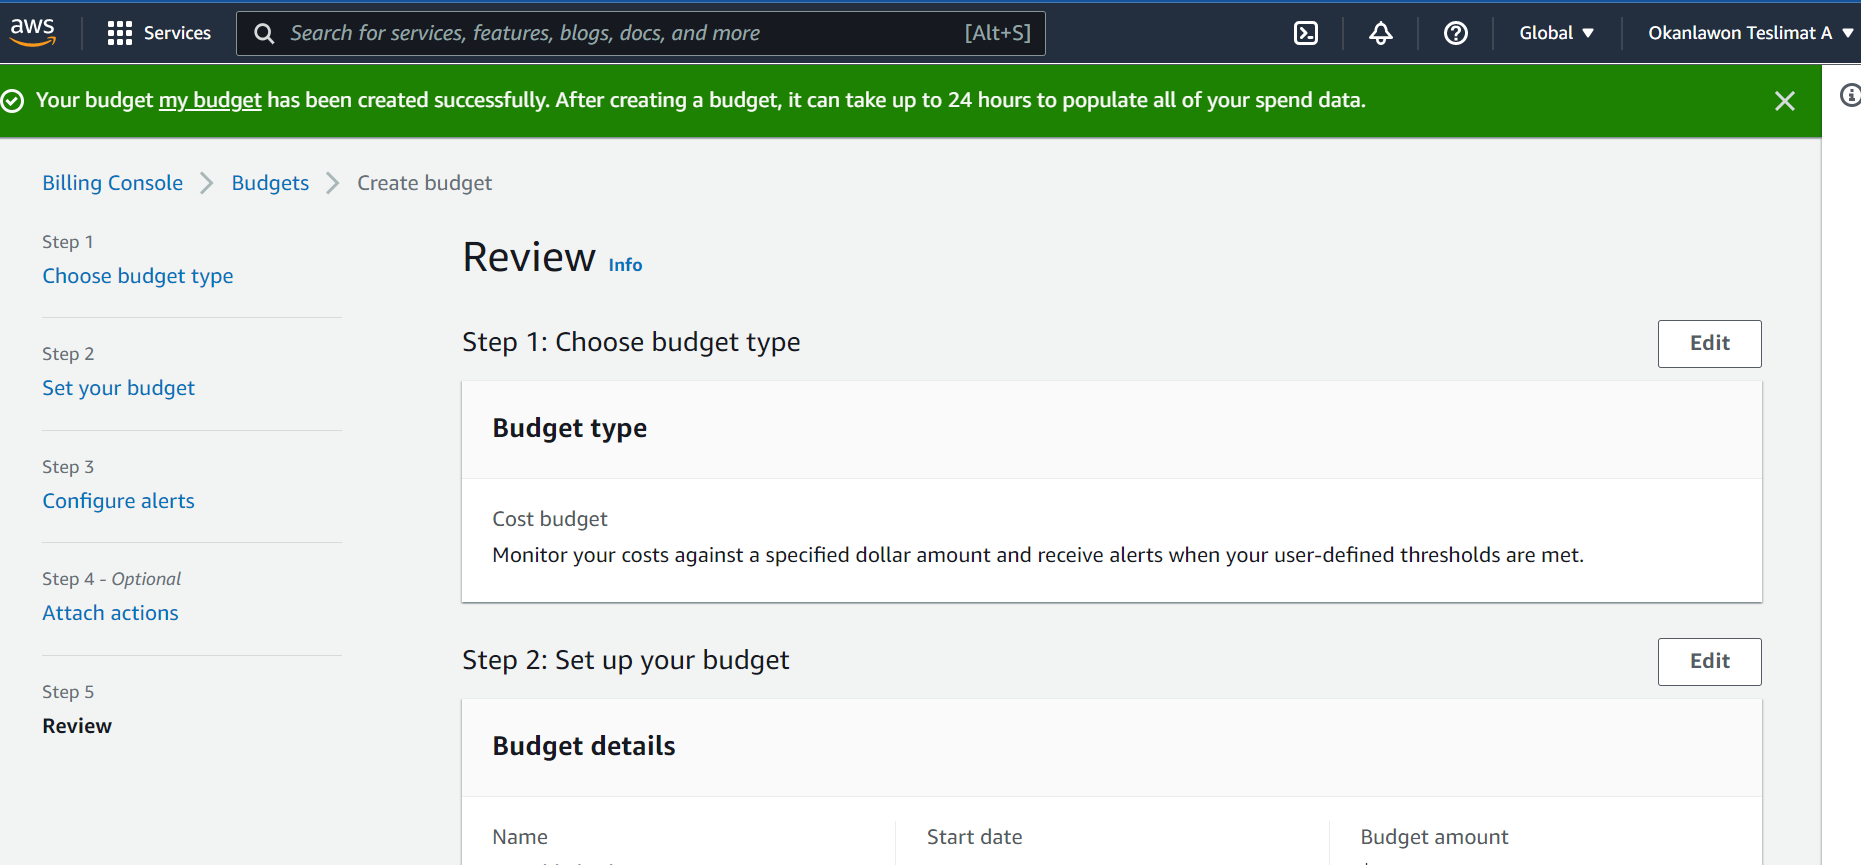 aws Services Search for services, features, blogs, docs, and more [Alt+S] Global Okanlawon Teslimat A
Your budget my budget has been created successfully. After creating a budget, it can take up to 24 hours to populate all of your spend data.
Billing Console Budgets Create budget
Step 1
Choose budget type
Step 2
Set your budget
Step 3
Configure alerts
Step 4 - Optional
Attach actions
Step 5
Review
Review Info
Step 1: Choose budget type Edit
Budget type
Cost budget
Monitor your costs against a specified dollar amount and receive alerts when your user-defined thresholds are met.
Step 2: Set up your budget Edit
Budget details
Name Start date Budget amount